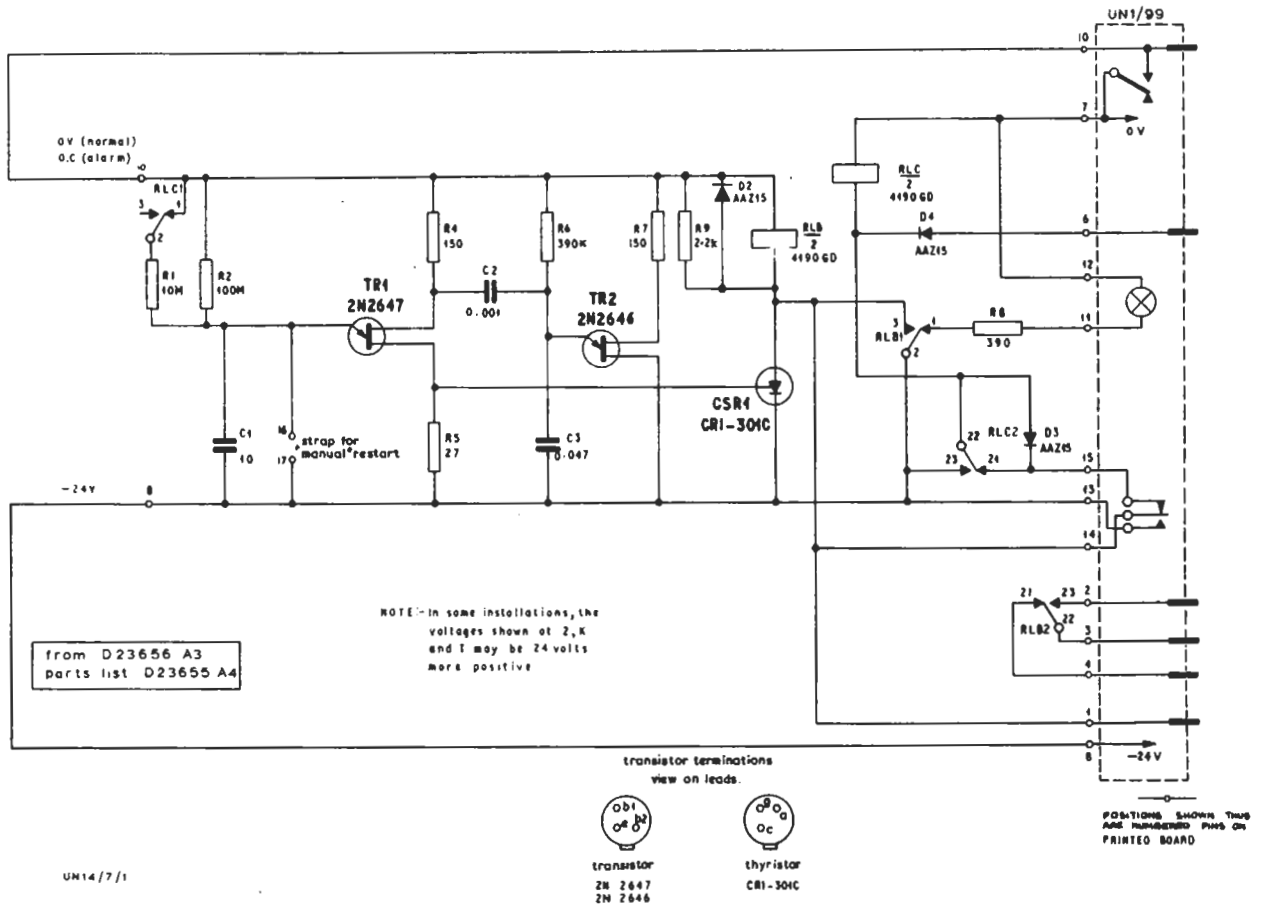 UN1/99
10
7
0V
0V (normal)
0.C (alarm)
10
RLC1
3
1
2
R1
10M
R2
100M
R4
150
R6
390K
R7
150
R9
2·2k
D2
AAZ15
RLB
2
4190GD
RLC
2
4190GD
D4
AAZ15
6
12
11
C2
0.001
TR1
2N2647
TR2
2N2646
3
1
RLB1
2
R8
390
CSR1
CR1-301C
C1
10
16
17
strap for
manual restart
R5
27
C3
0.047
22
RLC2
D3
AAZ15
23
21
15
-24V
8
13
14
NOTE:- In some installations, the
voltages shown at 2, K
and I may be 24 volts
more positive
21
23
2
22
RLB2
3
4
1
8
-24V
from D23656 A3
parts list D23655 A4
transistor terminations
view on leads.
b1
e
b2
g
a
c
transistor
2N 2647
2N 2646
thyristor
CR1-301C
POSITIONS SHOWN THUS
ARE NUMBERED PINS ON
PRINTED BOARD
UN14/7/1